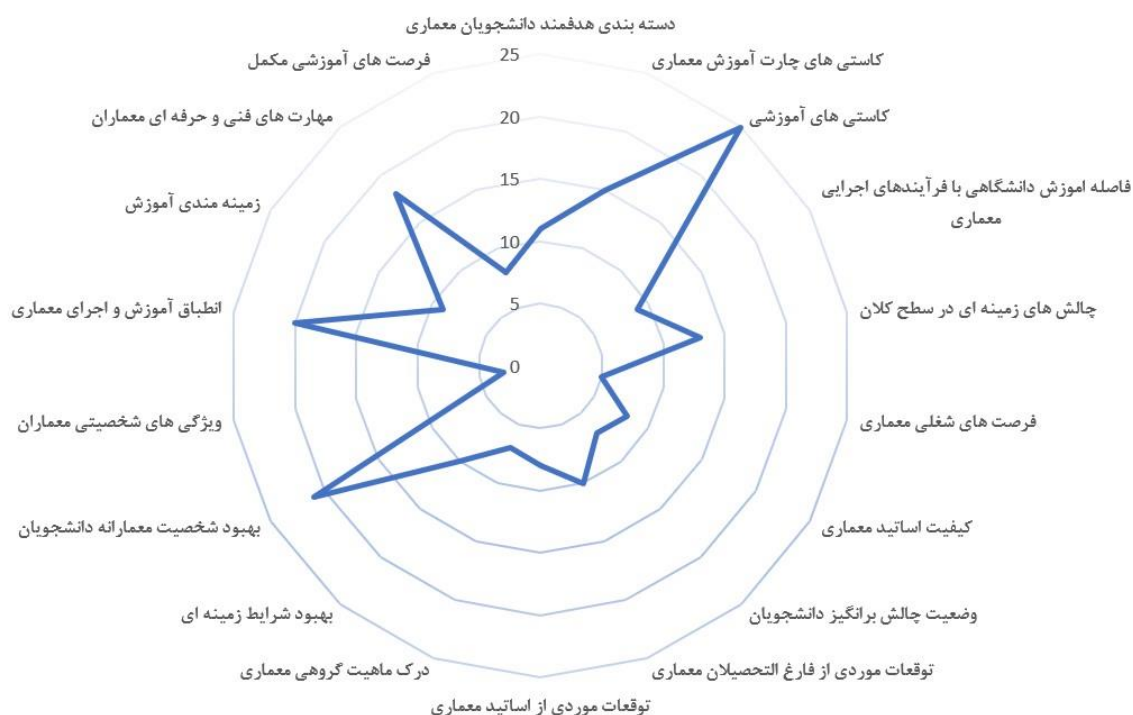 دسته بندی هدفمند دانشجویان معماری
کاستی های چارت آموزش معماری
کاستی های آموزشی
فاصله اموزش دانشگاهی با فرآیندهای اجرایی
معماری
چالش های زمینه ای در سطح کلان
فرصت های شغلی معماری
کیفیت اساتید معماری
وضعیت چالش برانگیز دانشجویان
توقعات موردی از فارغ التحصیلان معماری
توقعات موردی از اساتید معماری
درک ماهیت گروهی معماری
بهبود شرایط زمینه ای
بهبود شخصیت معمارانه دانشجویان
ویژگی های شخصیتی معماران
انطباق آموزش و اجرای معماری
زمینه مندی آموزش
مهارت های فنی و حرفه ای معماران
فرصت های آموزشی مکمل
25
20
15
10
5
0